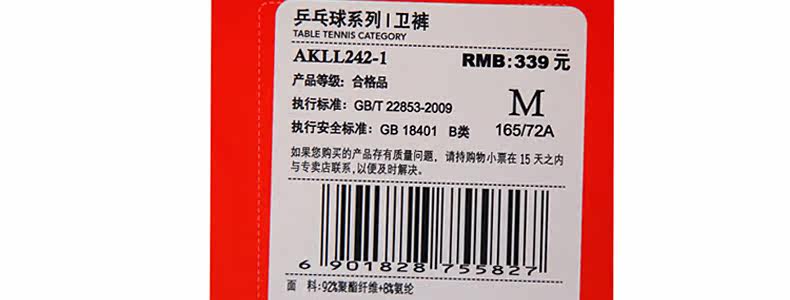 乒乓球系列|卫裤
TABLE TENNIS CATEGORY
AKLL242-1 RMB:339 元
产品等级: 合格品
执行标准: GB/T 22853-2009 M
执行安全标准: GB 18401 B类 165/72A
如果您购买的产品存有质量问题, 请持购物小票在 15 天之内
与专卖店联系,以便及时解决。
6 901828 755827
面 料:92%聚酯纤维+8%氨纶